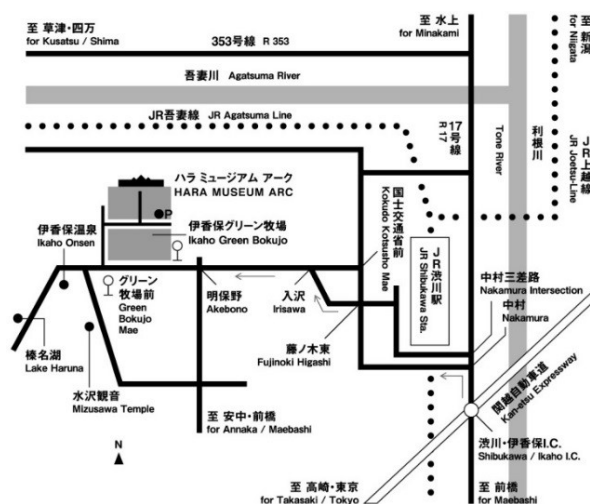 至 草津・四万
for Kusatsu / Shima
353号線 R 353
至 水上
for Minakami
至 新潟
for Niigata
吾妻川 Agatsuma River
JR吾妻線 JR Agatsuma Line
17号線
R 17
Tone River
利根川
JR上越線
JR Joetsu-Line
ハラ ミュージアム アーク
HARA MUSEUM ARC
P
伊香保温泉
Ikaho Onsen
伊香保グリーン牧場
Ikaho Green Bokujo
国土交通省前
Kokudo Kotsusho Mae
JR渋川駅
JR Shibukawa Sta.
グリーン
牧場前
Green
Bokujo
Mae
明保野
Akebono
入沢
Irisawa
中村三差路
Nakamura Intersection
中村
Nakamura
藤ノ木東
Fujinoki Higashi
榛名湖
Lake Haruna
水沢観音
Mizusawa Temple
関越自動車道
Kan-etsu Expressway
至 安中・前橋
for Annaka / Maebashi
渋川・伊香保I.C.
Shibukawa / Ikaho I.C.
N
至 高崎・東京
for Takasaki / Tokyo
至 前橋
for Maebashi